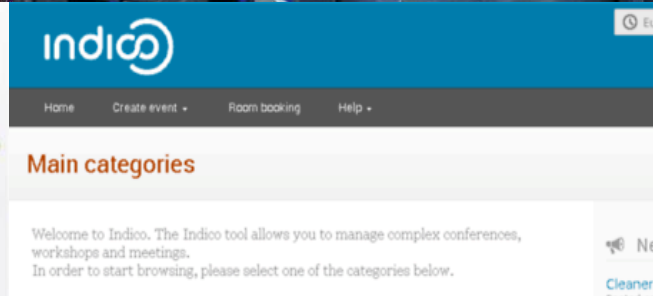 indico
Home Create event Room booking Help
Main categories
Welcome to Indico. The Indico tool allows you to manage complex conferences,
workshops and meetings.
In order to start browsing, please select one of the categories below.
Cleaner